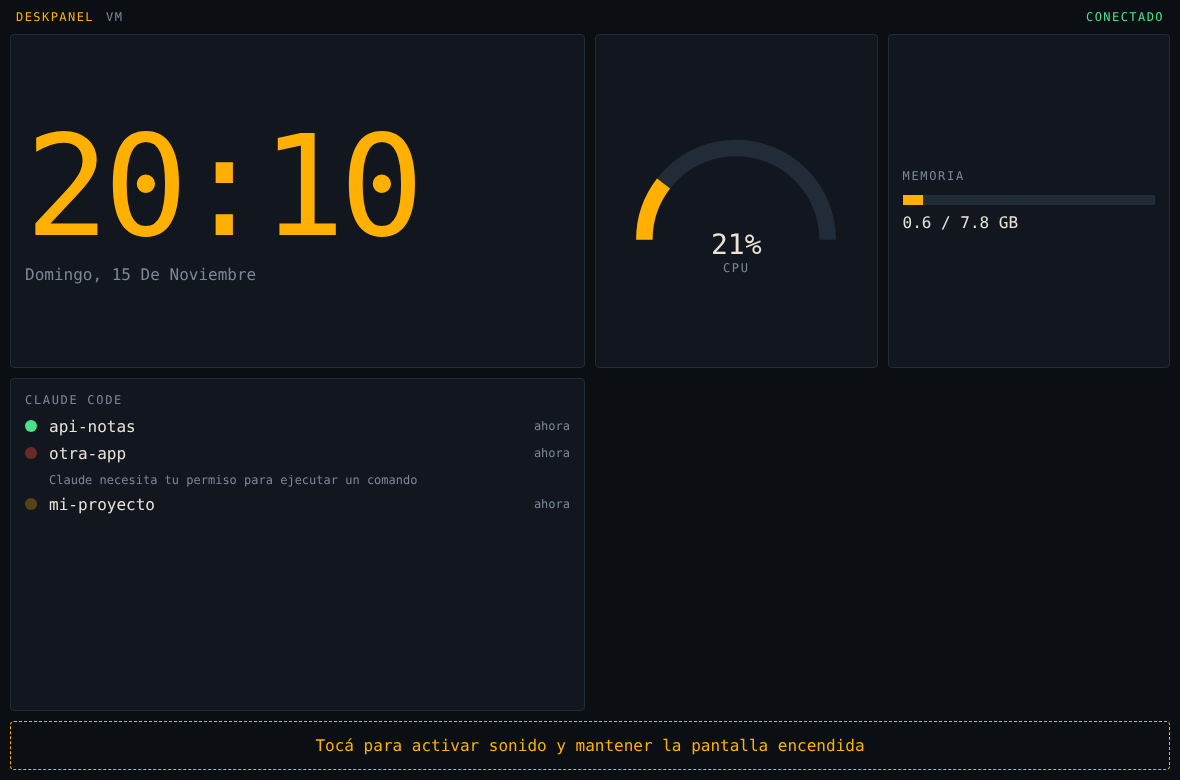 DESKPANEL VM
CONECTADO
20:10
Domingo, 15 De Noviembre
21%
CPU
MEMORIA
0.6 / 7.8 GB
CLAUDE CODE
api-notas ahora
otra-app ahora
Claude necesita tu permiso para ejecutar un comando
mi-proyecto ahora
Tocá para activar sonido y mantener la pantalla encendida